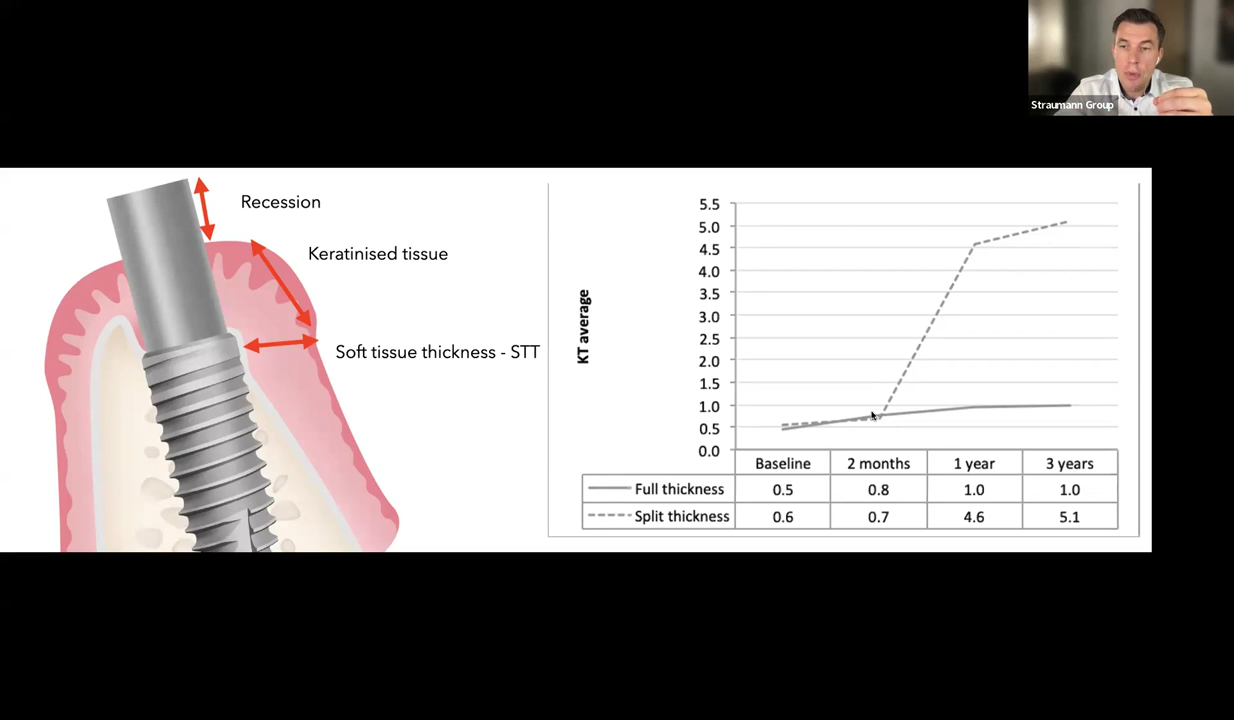 Straumann Group
Recession
Keratinised tissue
Soft tissue thickness - STT
KT average
5.5
5.0
4.5
4.0
3.5
3.0
2.5
2.0
1.5
1.0
0.5
0.0
Baseline 2 months 1 year 3 years
Full thickness 0.5 0.8 1.0 1.0
Split thickness 0.6 0.7 4.6 5.1